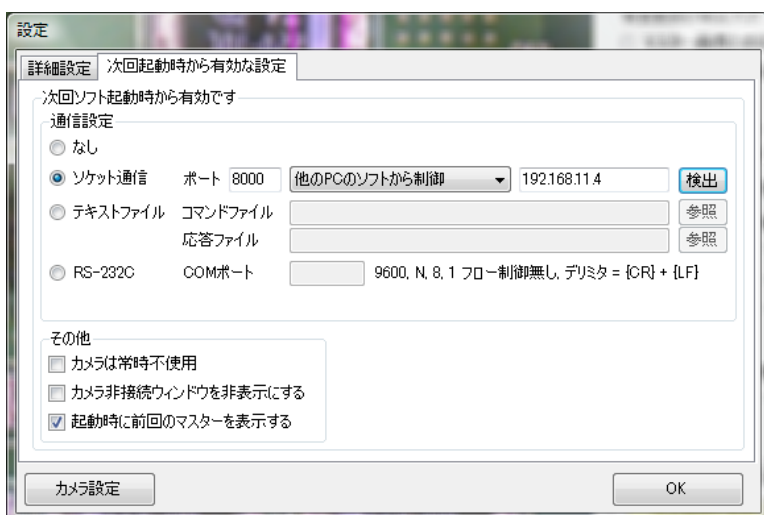 設定
詳細設定 次回起動時から有効な設定
次回ソフト起動時から有効です
通信設定
なし
ソケット通信 ポート 8000 他のPCのソフトから制御 192.168.11.4 検出
テキストファイル コマンドファイル 参照
応答ファイル 参照
RS-232C COMポート 9600, N, 8, 1 フロー制御無し, デリミタ = {CR} + {LF}
その他
カメラは常時不使用
カメラ非接続ウィンドウを非表示にする
起動時に前回のマスターを表示する
カメラ設定 OK